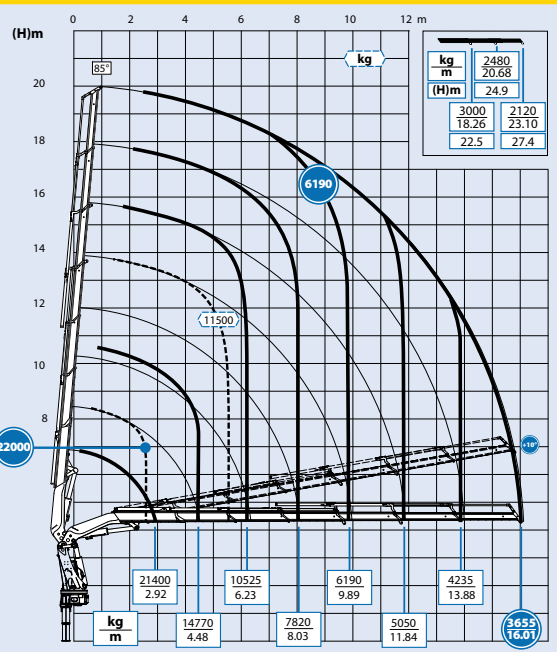 0 2 4 6 8 10 12 m
(H)m
kg
kg 2480
m 20.68
(H)m 24.9
3000 2120
18.26 23.10
22.5 27.4
85°
20
18
6190
16
14
12
11500
10
8
22000
+10°
21400 10525 6190 4235
2.92 6.23 9.89 13.88
kg 14770 7820 5050 3655
m 4.48 8.03 11.84 16.01